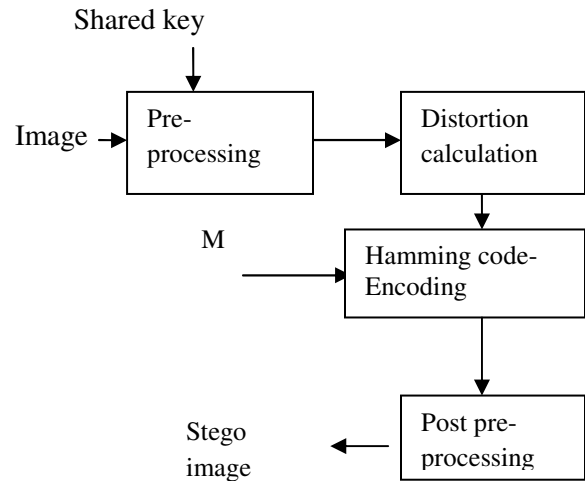 Shared key
Image
Pre-
processing
Distortion
calculation
M
Hamming code-
Encoding
Stego
image
Post pre-
processing